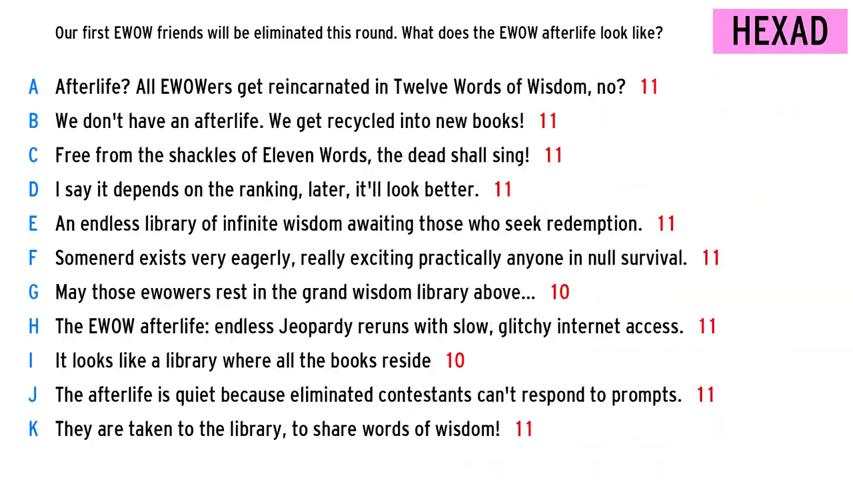 Our first EWOW friends will be eliminated this round. What does the EWOW afterlife look like?
HEXAD
A Afterlife? All EWOWers get reincarnated in Twelve Words of Wisdom, no? 11
B We don't have an afterlife. We get recycled into new books! 11
C Free from the shackles of Eleven Words, the dead shall sing! 11
D I say it depends on the ranking, later, it'll look better. 11
E An endless library of infinite wisdom awaiting those who seek redemption. 11
F Somenerd exists very eagerly, really exciting practically anyone in null survival. 11
G May those ewowers rest in the grand wisdom library above... 10
H The EWOW afterlife: endless Jeopardy reruns with slow, glitchy internet access. 11
I It looks like a library where all the books reside 10
J The afterlife is quiet because eliminated contestants can't respond to prompts. 11
K They are taken to the library, to share words of wisdom! 11